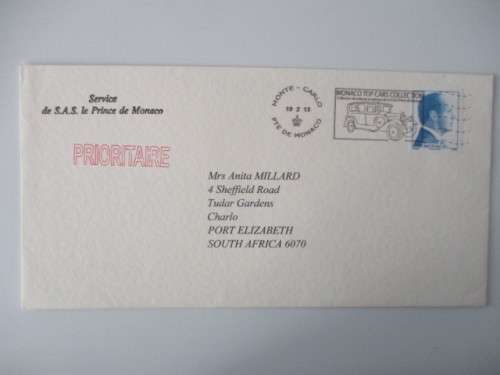 Service
de S.A.S. le Prince de Monaco
PRIORITAIRE
MONTE - CARLO
PTE DE MONACO
MONACO TOP CARS COLLECTION
Mrs Anita MILLARD
4 Sheffield Road
Tudar Gardens
Charlo
PORT ELIZABETH
SOUTH AFRICA 6070